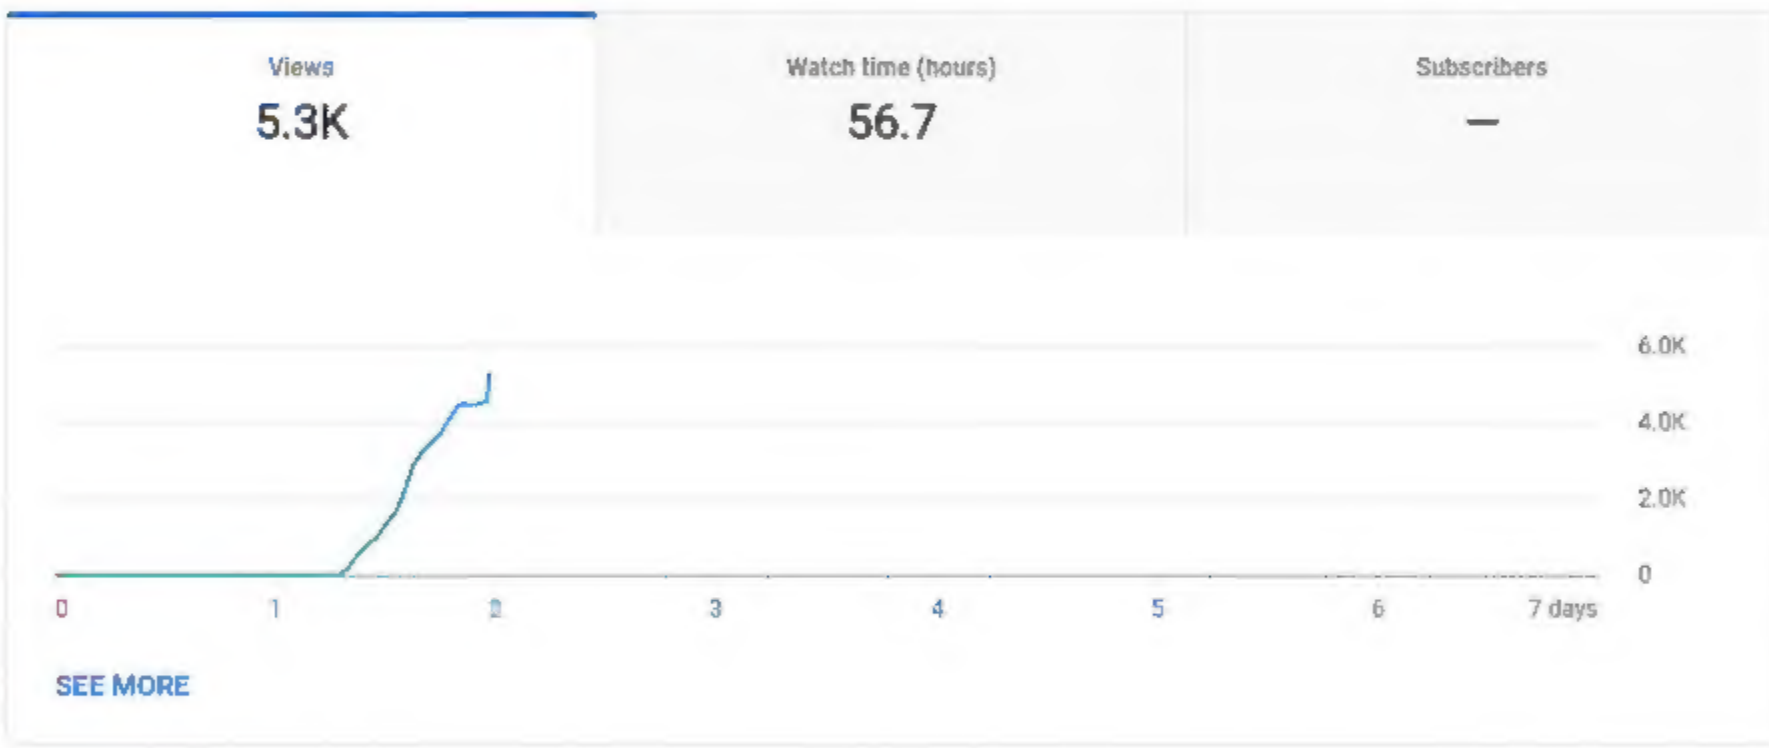 Views
5.3K
Watch time (hours)
56.7
Subscribers
—
6.0K
4.0K
2.0K
0
0 1 2 3 4 5 6 7 days
SEE MORE